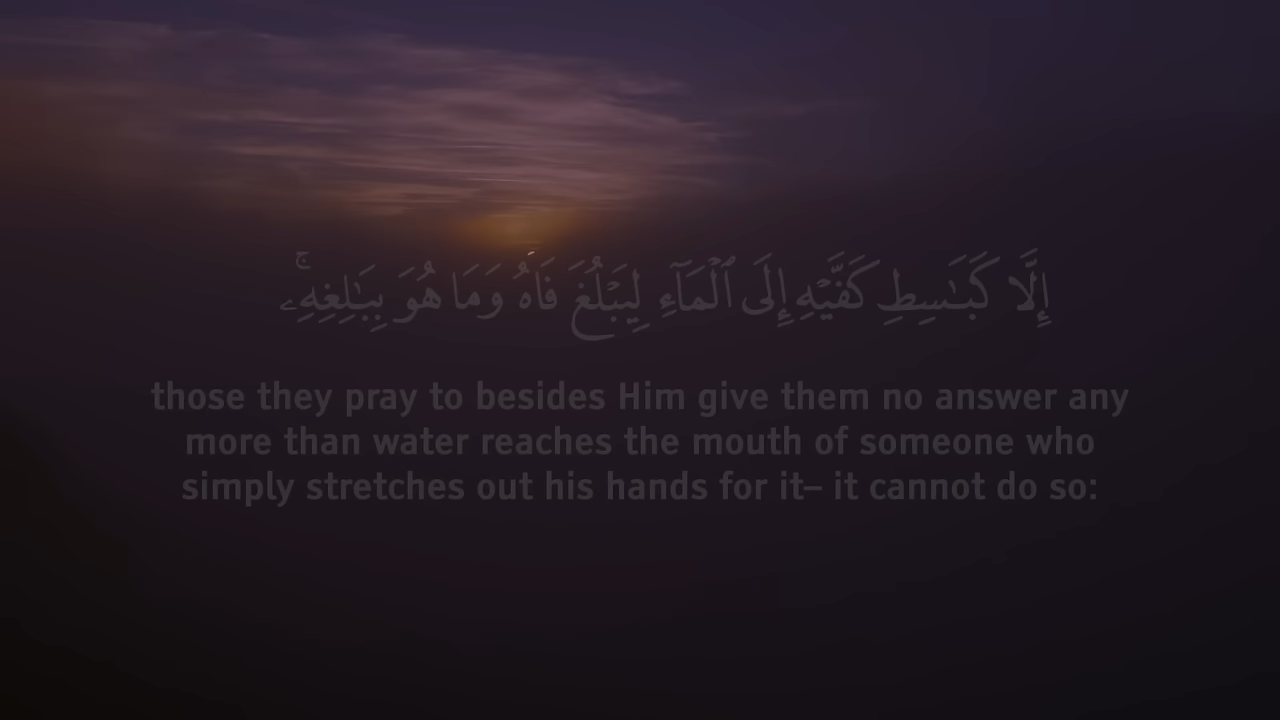 إِلَّا كَبَـٰسِطِ كَفَّيْهِ إِلَى ٱلْمَآءِ لِيَبْلُغَ فَاهُ وَمَا هُوَ بِبَـٰلِغِهِۦ ۚ
those they pray to besides Him give them no answer any
more than water reaches the mouth of someone who
simply stretches out his hands for it– it cannot do so: